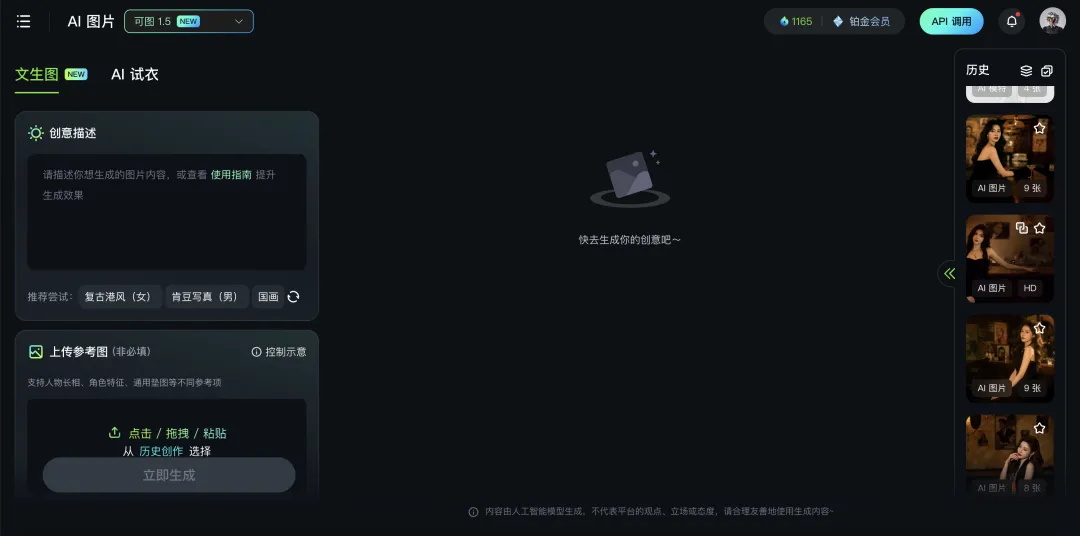 AI 图片
可图 1.5 NEW
1165
铂金会员
API 调用
文生图 NEW
AI 试衣
创意描述
请描述你想生成的图片内容，或查看 使用指南 提升
生成效果
推荐尝试:
复古港风（女）
肯豆写真（男）
国画
上传参考图 (非必填)
控制示意
支持人物长相、角色特征、通用垫图等不同参考项
点击 / 拖拽 / 粘贴
从 历史创作 选择
立即生成
快去生成你的创意吧～
历史
AI 模特
4 张
AI 图片
9 张
AI 图片
HD
AI 图片
9 张
AI 图片
8 张
内容由人工智能模型生成，不代表平台的观点、立场或态度，请合理友善地使用生成内容~